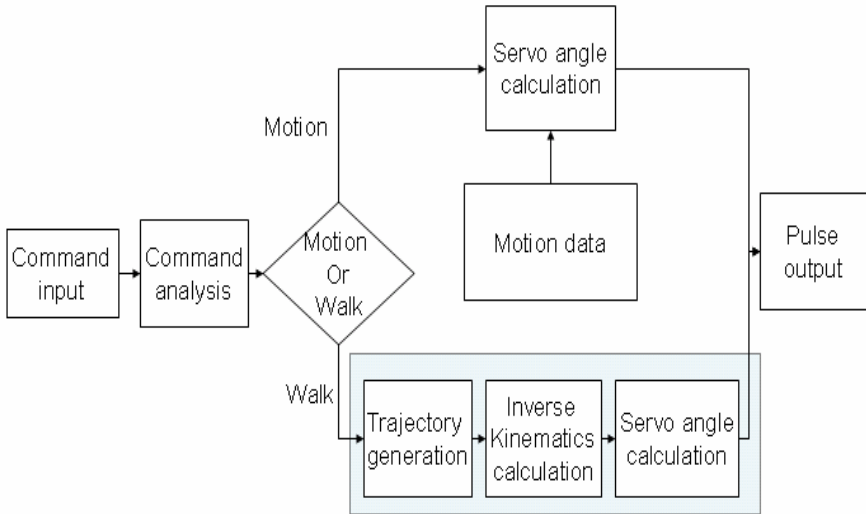 Command
input
Command
analysis
Motion
Or
Walk
Motion
Servo angle
calculation
Motion data
Walk
Trajectory
generation
Inverse
Kinematics
calculation
Servo angle
calculation
Pulse
output